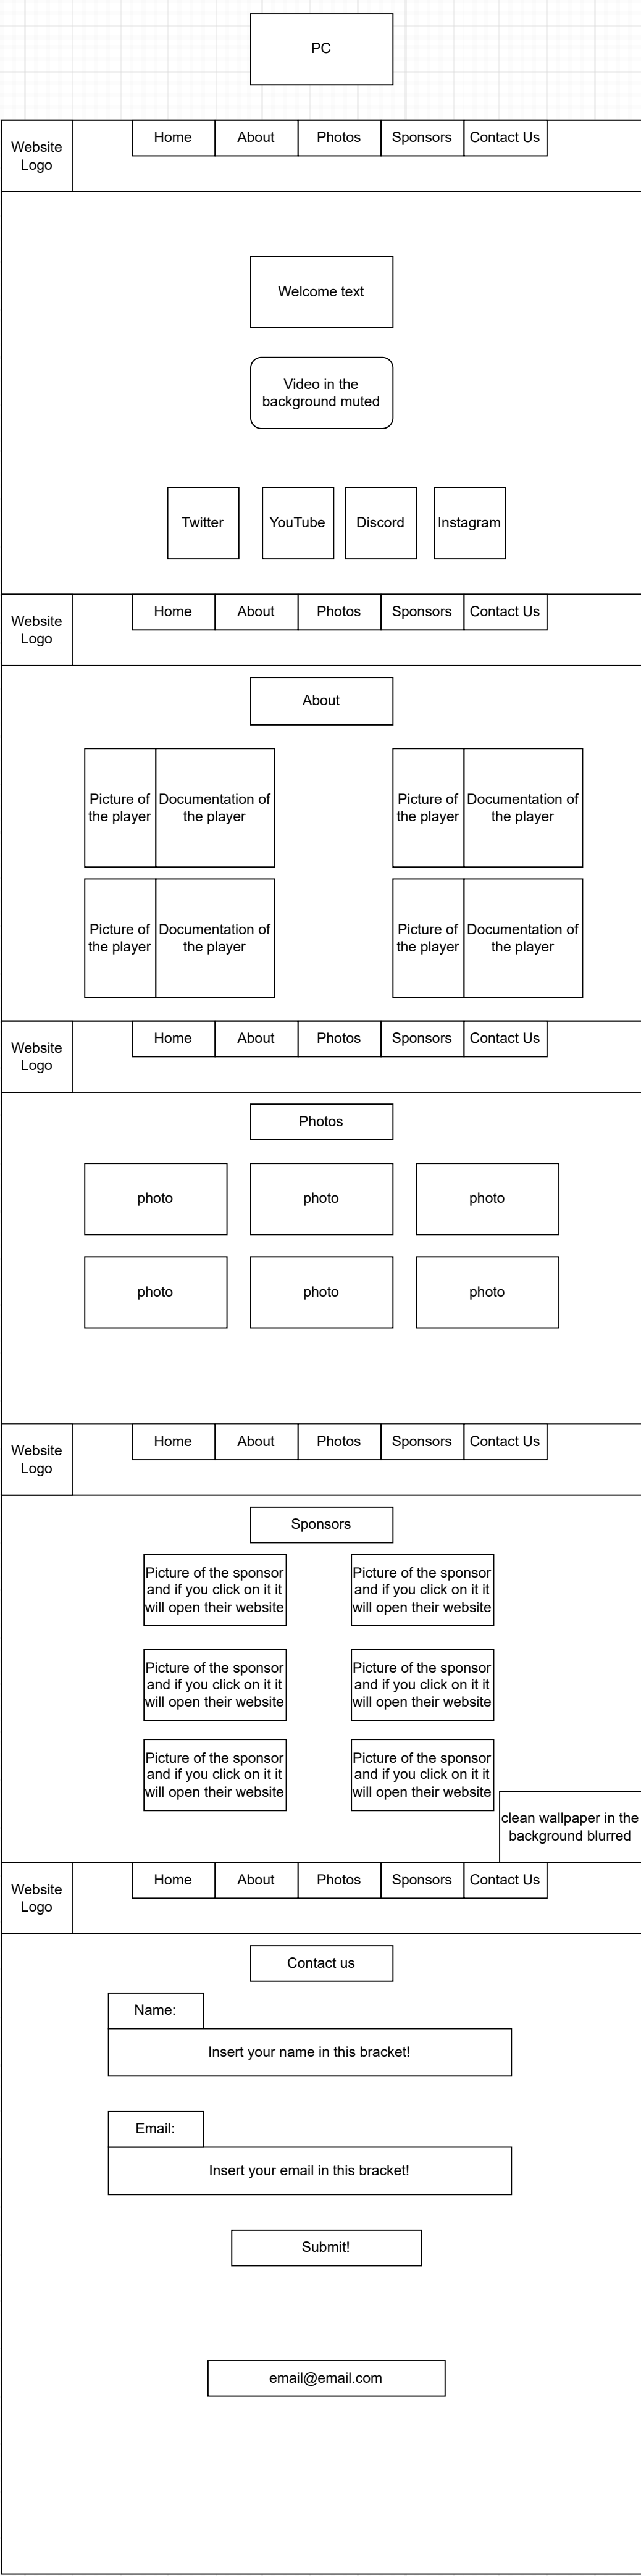 PC
Website
Logo
Home
About
Photos
Sponsors
Contact Us
Welcome text
Video in the
background muted
Twitter
YouTube
Discord
Instagram
Website
Logo
Home
About
Photos
Sponsors
Contact Us
About
Picture of
the player
Documentation of
the player
Picture of
the player
Documentation of
the player
Picture of
the player
Documentation of
the player
Picture of
the player
Documentation of
the player
Website
Logo
Home
About
Photos
Sponsors
Contact Us
Photos
photo
photo
photo
photo
photo
photo
Website
Logo
Home
About
Photos
Sponsors
Contact Us
Sponsors
Picture of the sponsor
and if you click on it it
will open their website
Picture of the sponsor
and if you click on it it
will open their website
Picture of the sponsor
and if you click on it it
will open their website
Picture of the sponsor
and if you click on it it
will open their website
Picture of the sponsor
and if you click on it it
will open their website
Picture of the sponsor
and if you click on it it
will open their website
clean wallpaper in the
background blurred
Website
Logo
Home
About
Photos
Sponsors
Contact Us
Contact us
Name:
Insert your name in this bracket!
Email:
Insert your email in this bracket!
Submit!
email@email.com